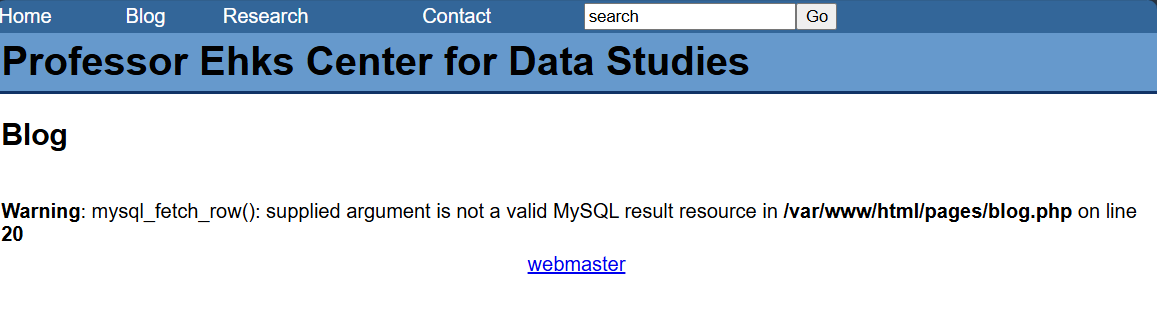 Home Blog Research Contact search Go
Professor Ehks Center for Data Studies
Blog
Warning: mysql_fetch_row(): supplied argument is not a valid MySQL result resource in /var/www/html/pages/blog.php on line
20
webmaster